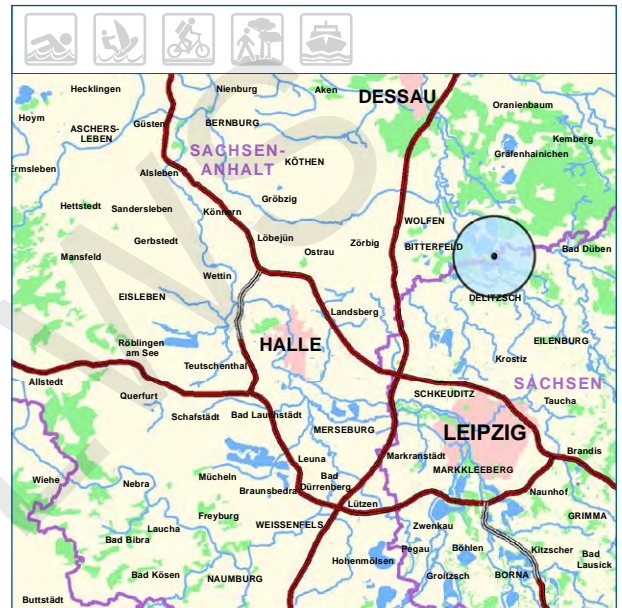 Hecklingen
Nienburg
Aken
DESSAU
Oranienbaum
Hoym
ASCHERS-
LEBEN
Güsten
BERNBURG
Kemberg
Gräfenhainichen
SACHSEN-
ANHALT
KÖTHEN
Ermsleben
Alsleben
Hettstedt
Sandersleben
Könnern
Gröbzig
WOLFEN
Gerbstedt
Löbejün
Ostrau
Zörbig
BITTERFELD
Bad Düben
Mansfeld
Wettin
EISLEBEN
DELITZSCH
Landsberg
EILENBURG
Röblingen
am See
HALLE
Krostiz
Teutschenthal
Allstedt
SACHSEN
Querfurt
SCHKEUDITZ
Taucha
Schafstädt
Bad Lauchstädt
MERSEBURG
LEIPZIG
Leuna
Markranstädt
Brandis
Wiehe
Nebra
Mücheln
Bad
Dürrenberg
MARKKLEEBERG
Braunsbedra
Naunhof
Lützen
Freyburg
Laucha
WEISSENFELS
Zwenkau
GRIMMA
Bad Bibra
Pegau
Böhlen
Kitzscher
Bad
Lausick
Hohenmölsen
Bad Kösen
NAUMBURG
Groitzsch
BORNA
Buttstädt